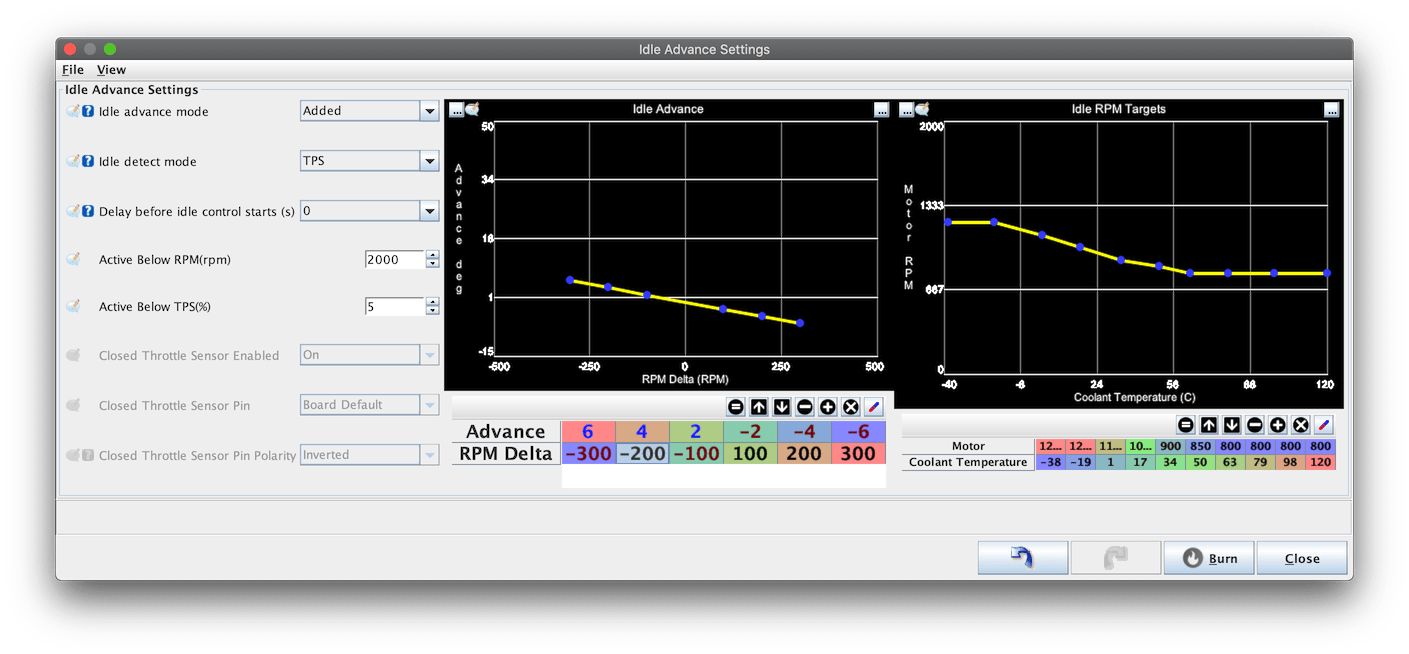 Idle Advance Settings
File View
Idle Advance Settings
Idle advance mode Added
Idle detect mode TPS
Delay before idle control starts (s) 0
Active Below RPM(rpm) 2000
Active Below TPS(%) 5
Closed Throttle Sensor Enabled On
Closed Throttle Sensor Pin Board Default
Closed Throttle Sensor Pin Polarity Inverted
... Idle Advance ...
Advance deg
50
34
18
1
-15
-500 -250 0 250 500
RPM Delta (RPM)
Advance 6 4 2 -2 -4 -6
RPM Delta -300 -200 -100 100 200 300
... Idle RPM Targets ...
Motor RPM
2000
1333
667
0
-40 -8 24 56 88 120
Coolant Temperature (C)
Motor 12... 12... 11... 10... 900 850 800 800 800 800
Coolant Temperature -38 -19 1 17 34 50 63 79 98 120
Burn Close